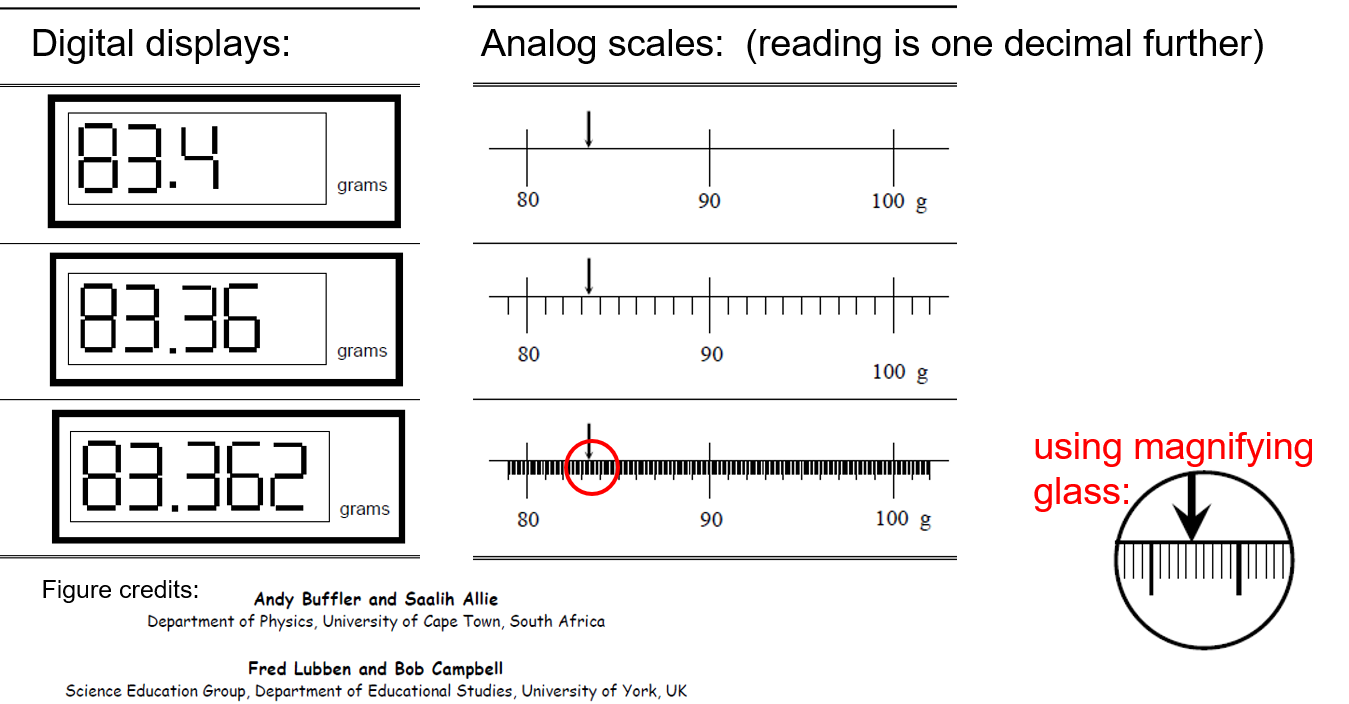 Digital displays:
Analog scales:  (reading is one decimal further)
83.4 grams
80 90 100 g
83.36 grams
80 90 100 g
83.362 grams
80 90 100 g
using magnifying
glass:
Figure credits:
Andy Buffler and Saalih Allie
Department of Physics, University of Cape Town, South Africa
Fred Lubben and Bob Campbell
Science Education Group, Department of Educational Studies, University of York, UK